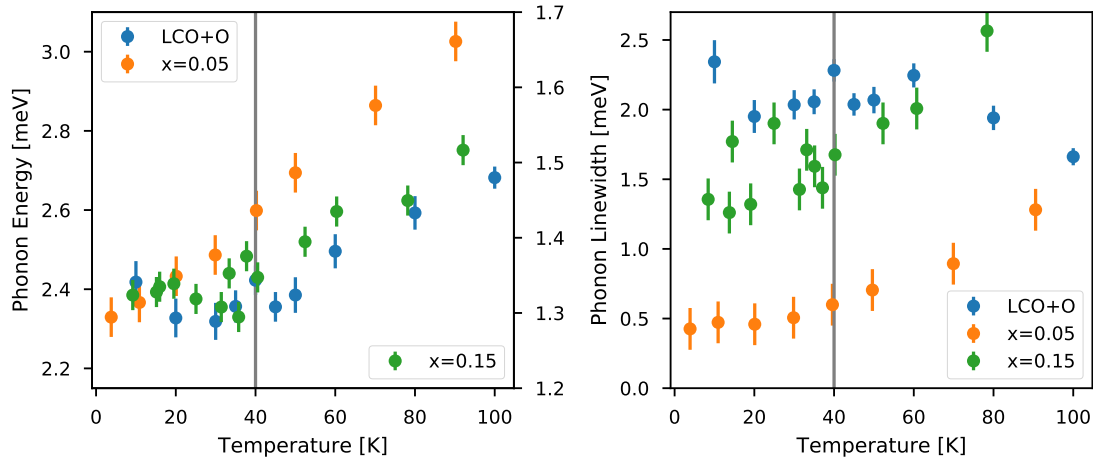 LCO+O
x=0.05
x=0.15
Phonon Energy [meV]
3.0
2.8
2.6
2.4
2.2
1.7
1.6
1.5
1.4
1.3
1.2
0 20 40 60 80 100
Temperature [K]
Phonon Linewidth [meV]
2.5
2.0
1.5
1.0
0.5
0.0
LCO+O
x=0.05
x=0.15
0 20 40 60 80 100
Temperature [K]